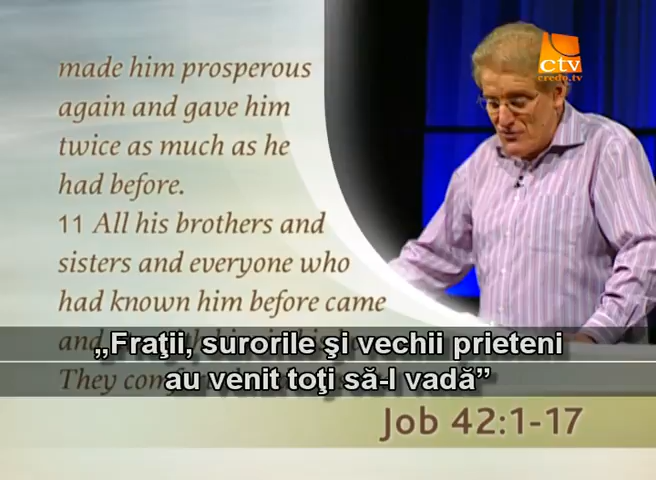 made him prosperous
again and gave him
twice as much as he
had before.
11 All his brothers and
sisters and everyone who
had known him before came
and
They
„Fraţii, surorile şi vechii prieteni
au venit toţi să-l vadă”
Job 42:1-17
ctv
credo.tv